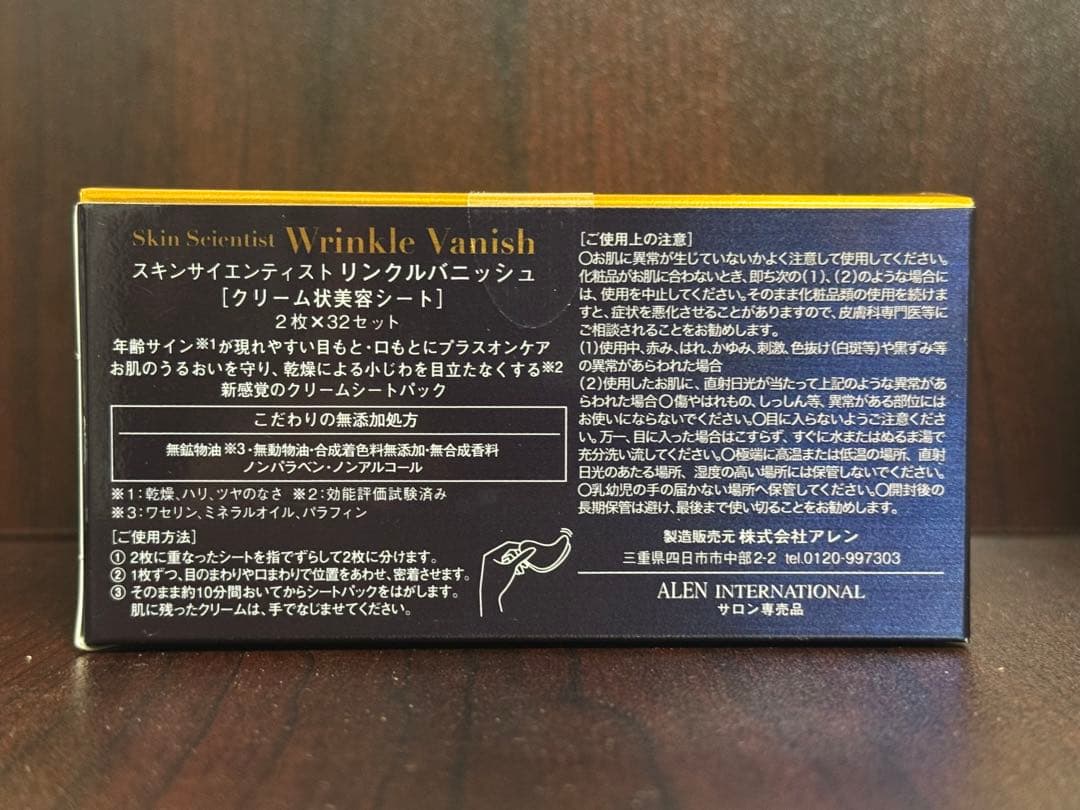 Skin Scientist Wrinkle Vanish
スキンサイエンティスト リンクルバニッシュ
[クリーム状美容シート]
2枚×32セット
年齢サイン※1が現れやすい目もと・口もとにプラスオンケア
お肌のうるおいを守り、乾燥による小じわを目立たなくする※2
新感覚のクリームシートパック
こだわりの無添加処方
無鉱物油※3・無動物油・合成着色料無添加・無合成香料
ノンパラベン・ノンアルコール
※1:乾燥、ハリ、ツヤのなさ ※2:効能評価試験済み
※3:ワセリン、ミネラルオイル、パラフィン
[ご使用方法]
① 2枚に重なったシートを指でずらして2枚に分けます。
② 1枚ずつ、目のまわりや口まわりで位置をあわせ、密着させます。
③ そのまま約10分間おいてからシートパックをはがします。
肌に残ったクリームは、手でなじませてください。
[ご使用上の注意]
○お肌に異常が生じていないかよく注意して使用してください。
化粧品がお肌に合わないとき、即ち次の(1)、(2)のような場合に
は、使用を中止してください。そのまま化粧品類の使用を続けま
すと、症状を悪化させることがありますので、皮膚科専門医等に
ご相談されることをお勧めします。
(1)使用中、赤み、はれ、かゆみ、刺激、色抜け(白斑等)や黒ずみ等
の異常があらわれた場合
(2)使用したお肌に、直射日光が当たって上記のような異常があ
らわれた場合○傷やはれもの、しっしん等、異常がある部位には
お使いにならないでください。○目に入らないようご注意くださ
い。万一、目に入った場合はこすらず、すぐに水またはぬるま湯で
充分洗い流してください。○極端に高温または低温の場所、直射
日光のあたる場所、湿度の高い場所には保管しないでください。
○乳幼児の手の届かない場所へ保管してください。○開封後の
長期保管は避け、最後まで使い切ることをお勧めします。
製造販売元 株式会社アレン
三重県四日市市中部2-2 tel.0120-997303
ALEN INTERNATIONAL
サロン専売品